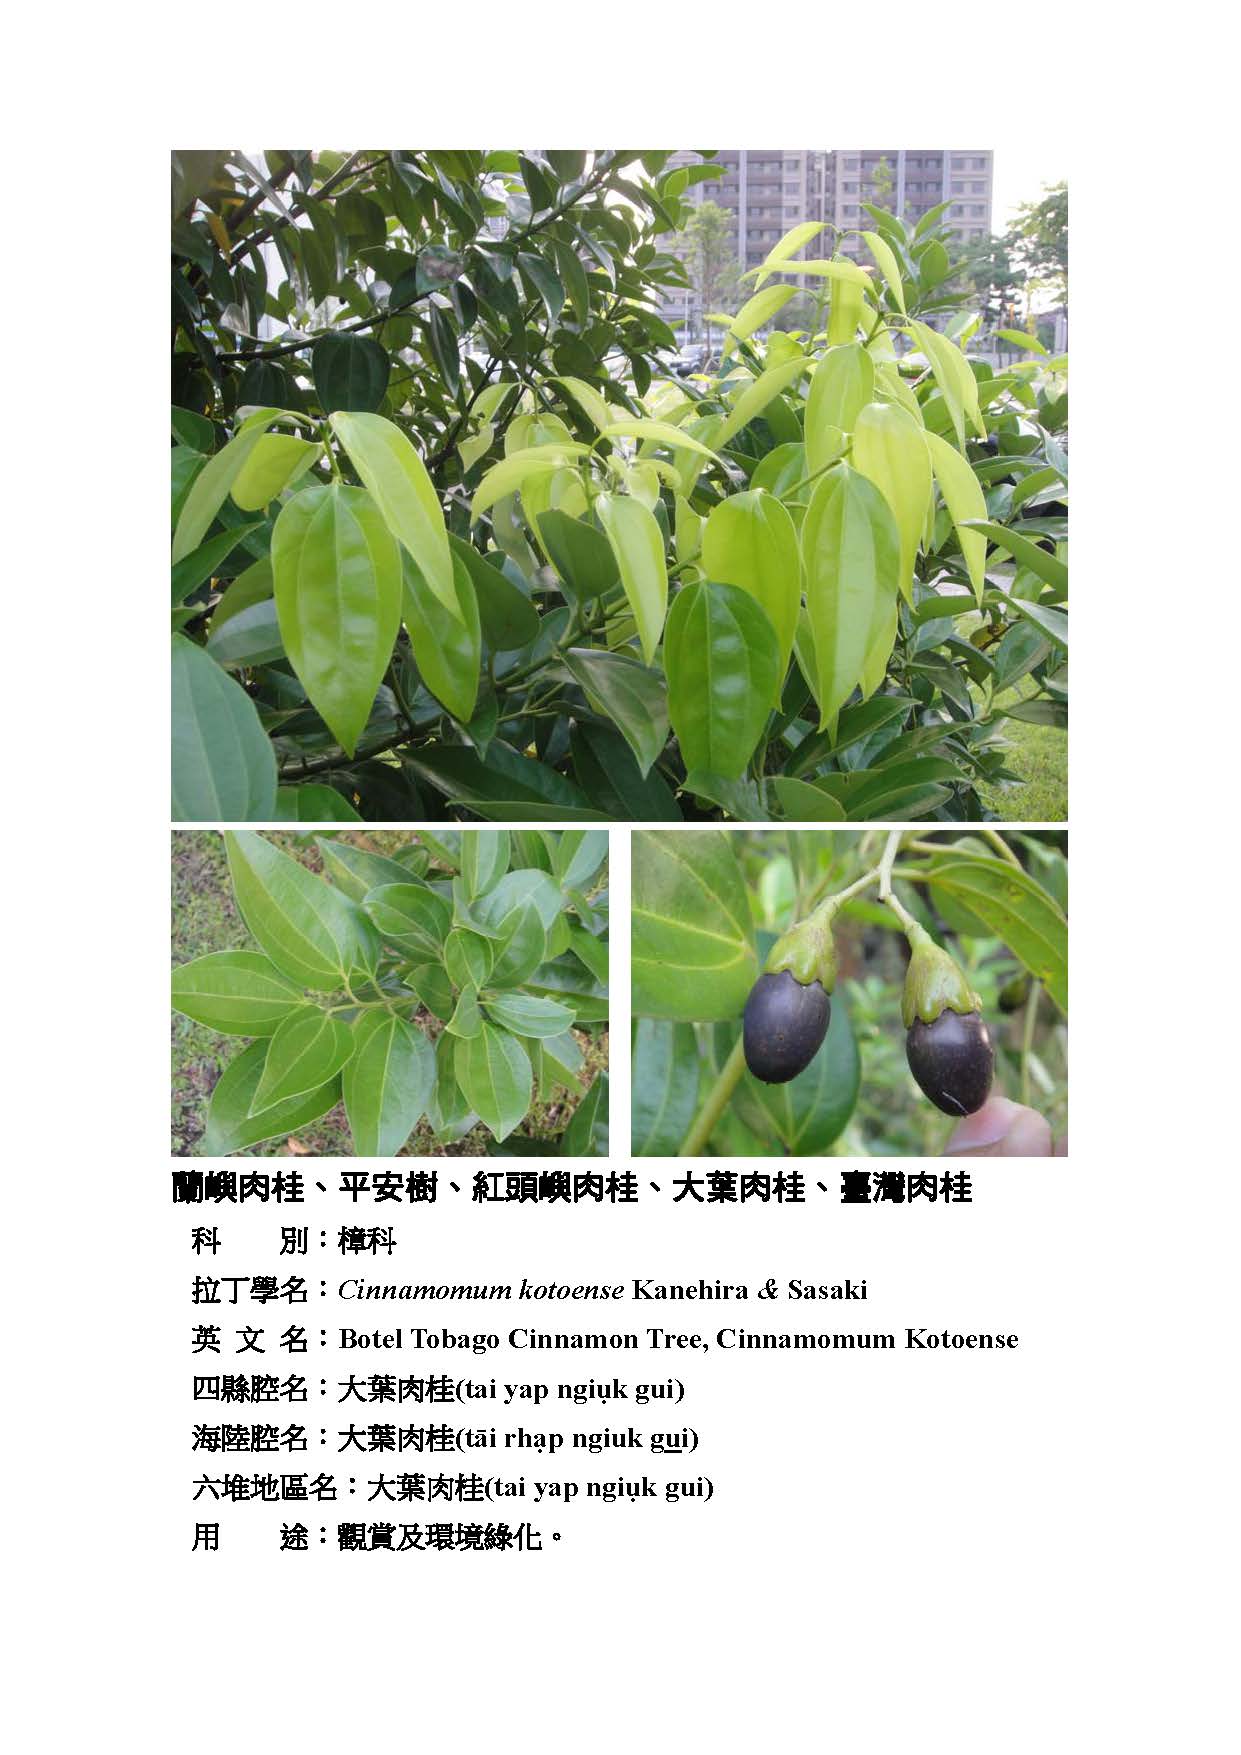 蘭嶼肉桂、平安樹、紅頭嶼肉桂、大葉肉桂、臺灣肉桂
科　　別：樟科
拉丁學名：Cinnamomum kotoense Kanehira & Sasaki
英 文 名：Botel Tobago Cinnamon Tree, Cinnamomum Kotoense
四縣腔名：大葉肉桂(tai yap ngiụk gui)
海陸腔名：大葉肉桂(tāi rhạp ngiuk gu̲i)
六堆地區名：大葉肉桂(tai yap ngiụk gui)
用　　途：觀賞及環境綠化。